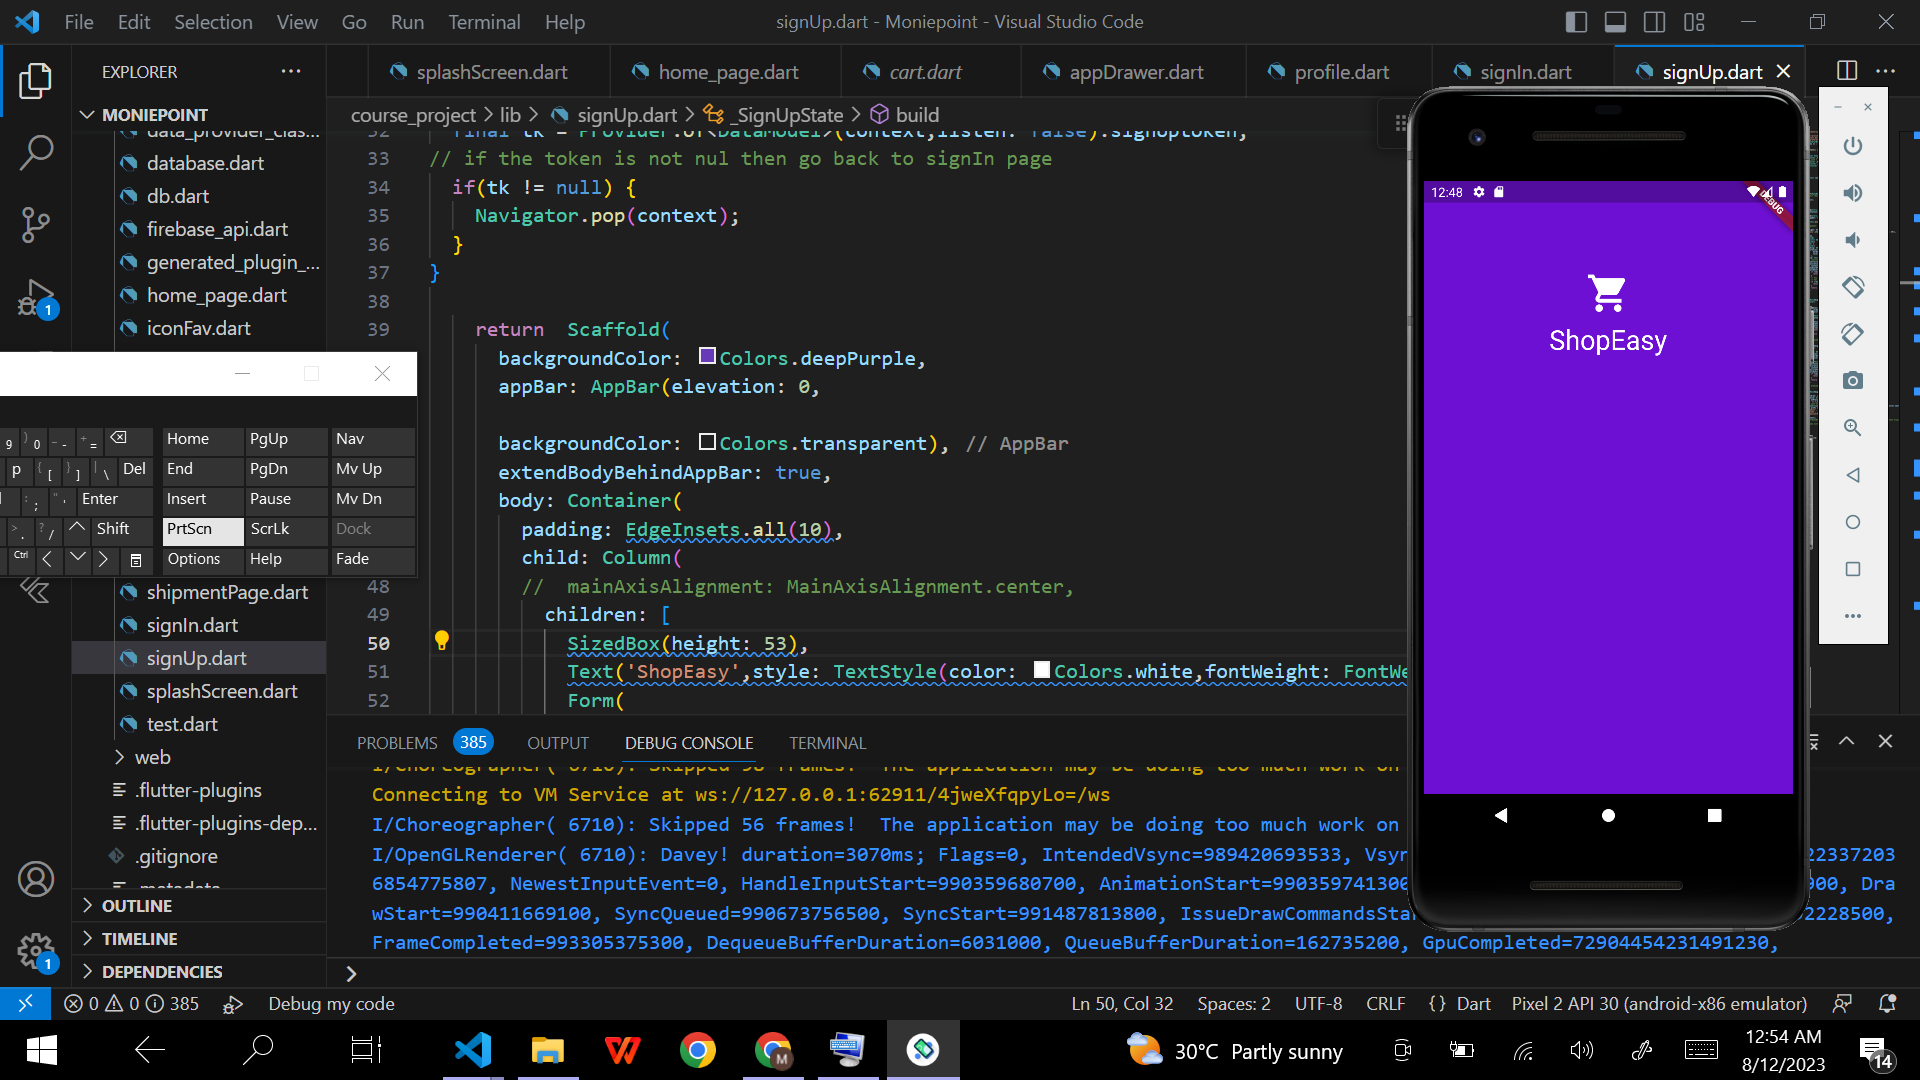 File Edit Selection View Go Run Terminal Help
signUp.dart - Moniepoint - Visual Studio Code
EXPLORER
splashScreen.dart home_page.dart cart.dart appDrawer.dart profile.dart signIn.dart signUp.dart
MONIEPOINT
course_project > lib > signUp.dart > _SignUpState > build
data_provider_clas...
database.dart
db.dart
firebase_api.dart
generated_plugin_...
home_page.dart
iconFav.dart
32 final tk = Provider.of<DataModel>(context,listen: false).signUpToken;
33 // if the token is not nul then go back to signIn page
34 if(tk != null) {
35 Navigator.pop(context);
36 }
37 }
38
39 return Scaffold(
backgroundColor: Colors.deepPurple,
appBar: AppBar(elevation: 0,
backgroundColor: Colors.transparent), // AppBar
extendBodyBehindAppBar: true,
body: Container(
padding: EdgeInsets.all(10),
child: Column(
48 // mainAxisAlignment: MainAxisAlignment.center,
49 children: [
50 SizedBox(height: 53),
51 Text('ShopEasy',style: TextStyle(color: Colors.white,fontWeight: FontWe
52 Form(
9 ) 0 _ - + = Home PgUp Nav
p { [ } ] | \ Del End PgDn Mv Up
: ; " ' Enter Insert Pause Mv Dn
> . ? / Shift PrtScn ScrLk Dock
Ctrl Options Help Fade
shipmentPage.dart
signIn.dart
signUp.dart
splashScreen.dart
test.dart
web
.flutter-plugins
.flutter-plugins-dep...
.gitignore
.metadata
OUTLINE
TIMELINE
DEPENDENCIES
1
1
12:48
DEBUG
ShopEasy
PROBLEMS 385 OUTPUT DEBUG CONSOLE TERMINAL
I/Choreographer( 6710): Skipped 98 frames! The application may be doing too much work on
Connecting to VM Service at ws://127.0.0.1:62911/4jweXfqpyLo=/ws
I/Choreographer( 6710): Skipped 56 frames! The application may be doing too much work on
I/OpenGLRenderer( 6710): Davey! duration=3070ms; Flags=0, IntendedVsync=989420693533, Vsyn 22337203
6854775807, NewestInputEvent=0, HandleInputStart=990359680700, AnimationStart=990359741300 900, Dra
wStart=990411669100, SyncQueued=990673756500, SyncStart=991487813800, IssueDrawCommandsSta 2228500,
FrameCompleted=993305375300, DequeueBufferDuration=6031000, QueueBufferDuration=162735200, GpuCompleted=72904454231491230,
0 0 385 Debug my code
Ln 50, Col 32 Spaces: 2 UTF-8 CRLF {} Dart Pixel 2 API 30 (android-x86 emulator)
M
30°C Partly sunny
12:54 AM
8/12/2023
14